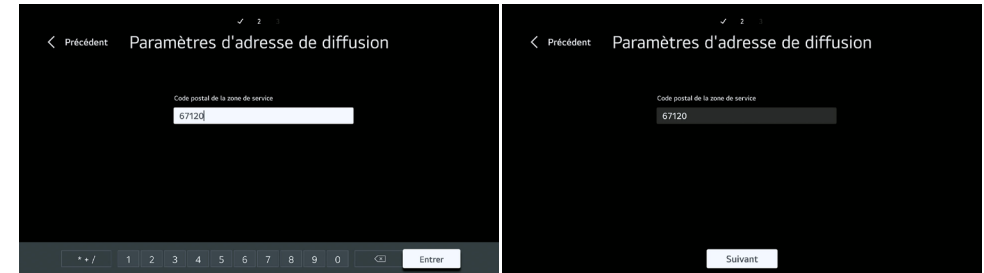 ✓ 2 3
Précédent Paramètres d'adresse de diffusion
Code postal de la zone de service
67120
* + / 1 2 3 4 5 6 7 8 9 0 Entrer
✓ 2 3
Précédent Paramètres d'adresse de diffusion
Code postal de la zone de service
67120
Suivant